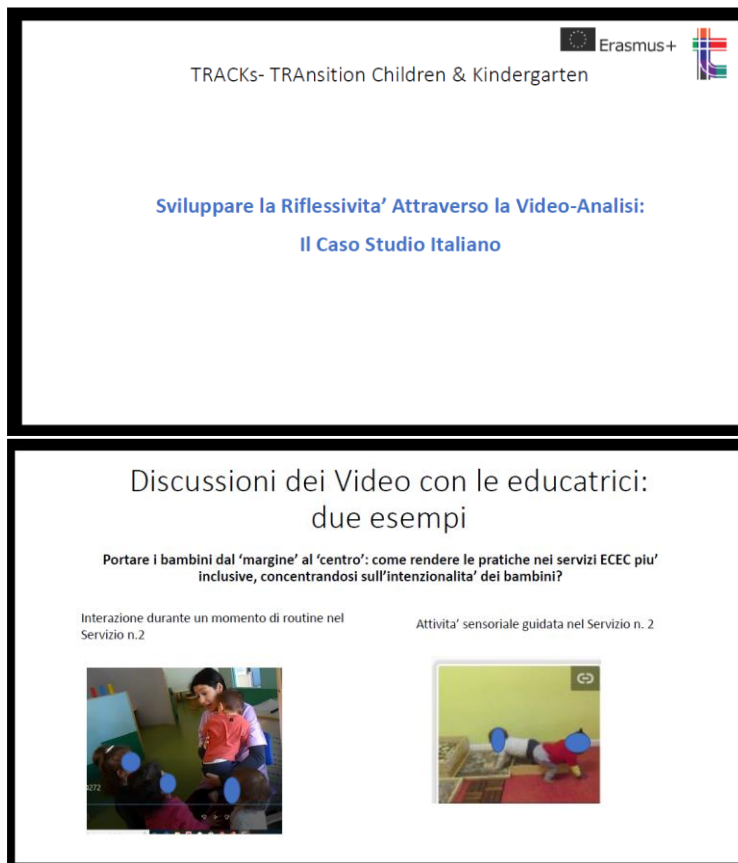 Erasmus+
TRACKs- TRAnsition Children & Kindergarten
Sviluppare la Riflessivita’ Attraverso la Video-Analisi:
Il Caso Studio Italiano
Discussioni dei Video con le educatrici:
due esempi
Portare i bambini dal ‘margine’ al ‘centro’: come rendere le pratiche nei servizi ECEC piu’
inclusive, concentrandosi sull’intenzionalita’ dei bambini?
Interazione durante un momento di routine nel
Servizio n.2
Attivita’ sensoriale guidata nel Servizio n. 2
4272